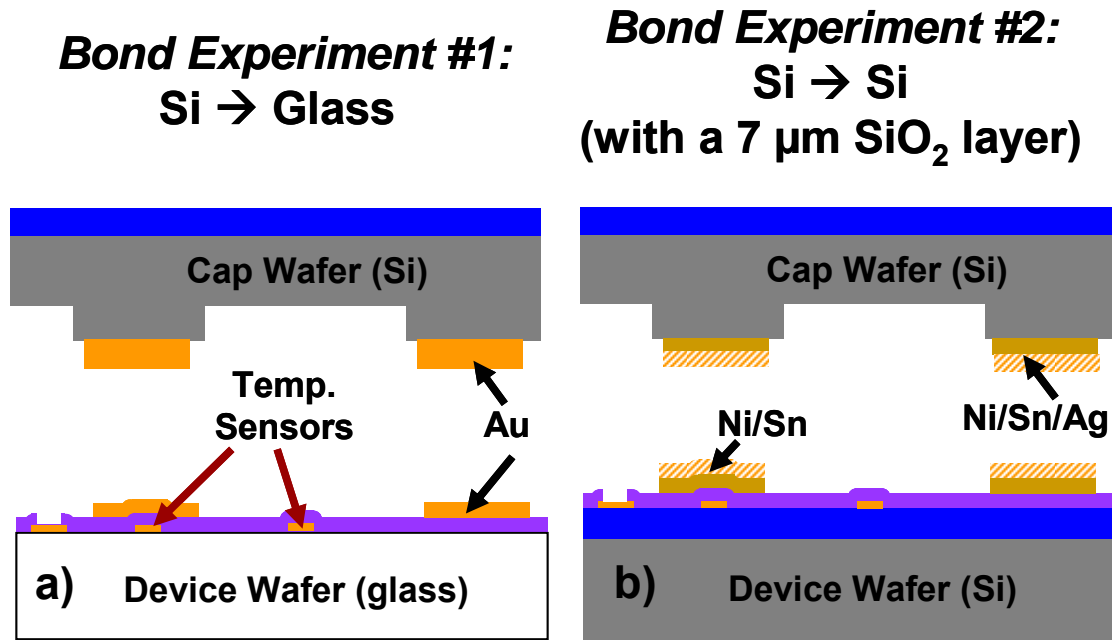 Bond Experiment #1:
Si → Glass
Bond Experiment #2:
Si → Si
(with a 7 µm SiO₂ layer)
Cap Wafer (Si)
Temp.
Sensors
Au
a)
Device Wafer (glass)
Cap Wafer (Si)
Ni/Sn
Ni/Sn/Ag
b)
Device Wafer (Si)